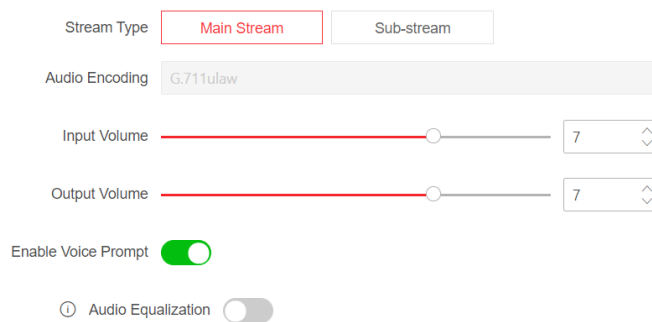 Stream Type Main Stream Sub-stream
Audio Encoding G.711ulaw
Input Volume 7
Output Volume 7
Enable Voice Prompt
Audio Equalization